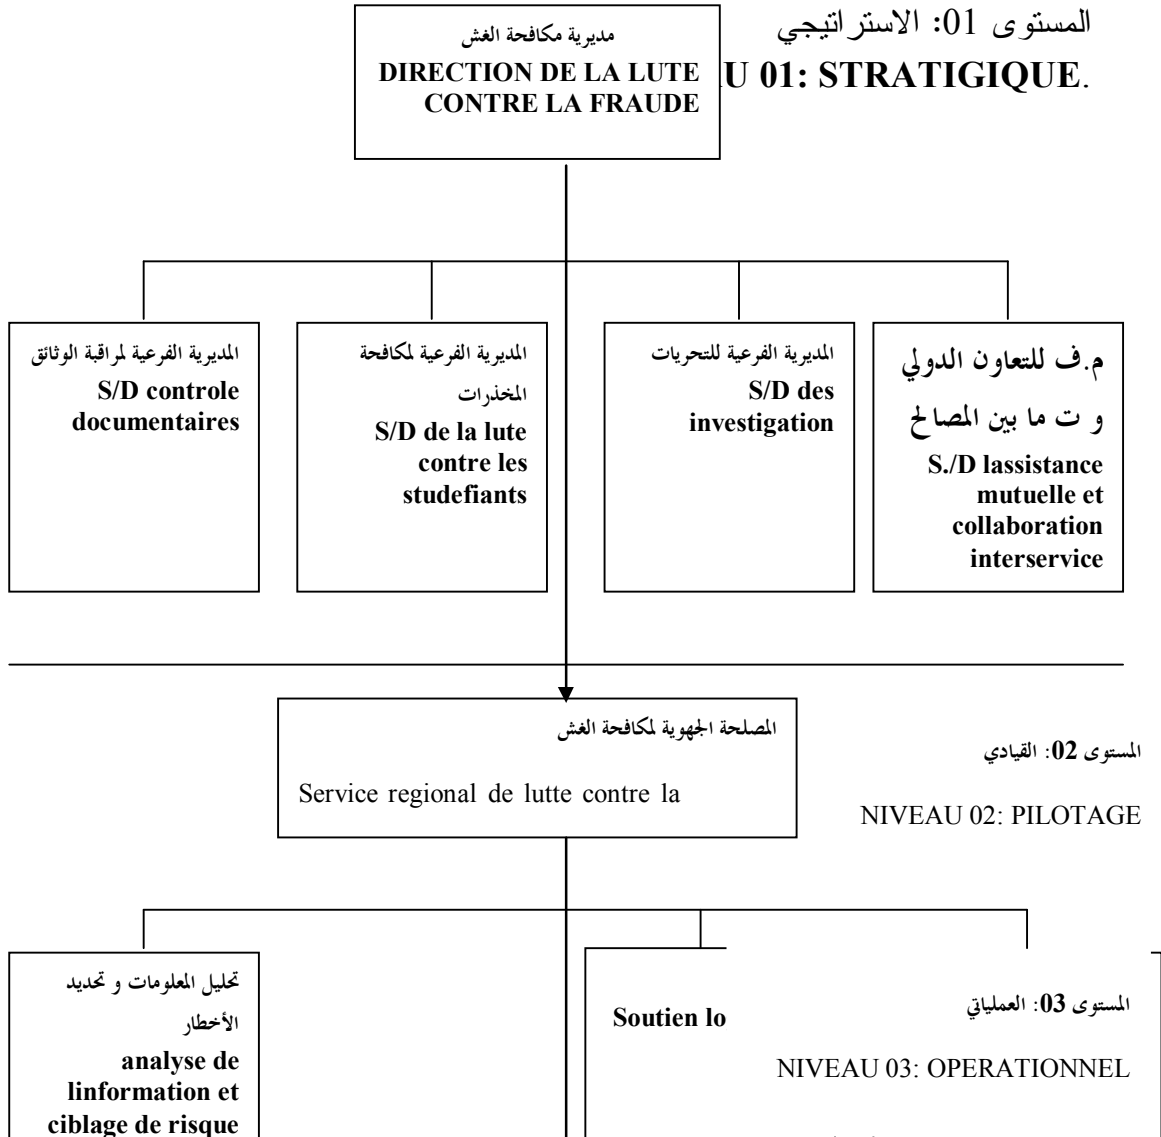 المستوى 01: الاستراتيجي
U 01: STRATIGIQUE.
مديرية مكافحة الغش
DIRECTION DE LA LUTE
CONTRE LA FRAUDE
المديرية الفرعية لمراقبة الوثائق
S/D controle
documentaires
المديرية الفرعية لمكافحة
المخذرات
S/D de la lute
contre les
studefiants
المديرية الفرعية للتحريات
S/D des
investigation
م.ف للتعاون الدولي
و ت ما بين المصالح
S./D lassistance
mutuelle et
collaboration
interservice
المصلحة الجهوية لمكافحة الغش
Service regional de lutte contre la
المستوى 02: القيادي
NIVEAU 02: PILOTAGE
تحليل المعلومات و تحديد
الأخطار
analyse de
linformation et
ciblage de risque
Soutien lo
المستوى 03: العملياتي
NIVEAU 03: OPERATIONNEL